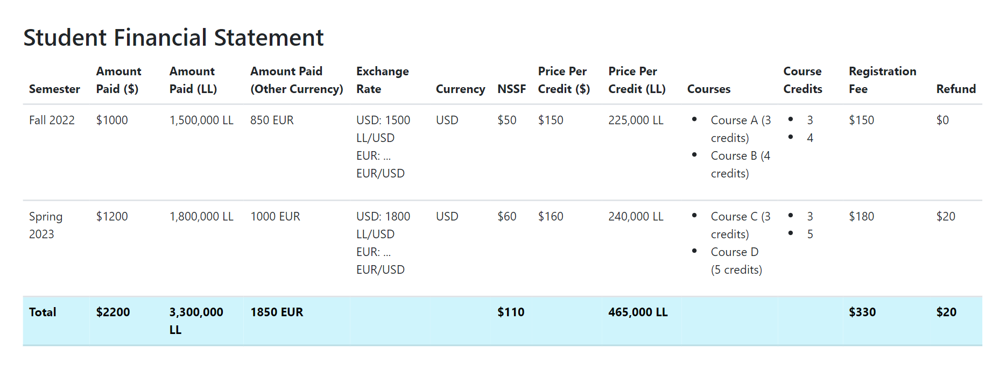 Student Financial Statement
Semester Amount Paid ($) Amount Paid (LL) Amount Paid (Other Currency) Exchange Rate Currency NSSF Price Per Credit ($) Price Per Credit (LL) Courses Course Credits Registration Fee Refund
Fall 2022 $1000 1,500,000 LL 850 EUR USD: 1500 LL/USD EUR: ... EUR/USD USD $50 $150 225,000 LL • Course A (3 credits) • Course B (4 credits) • 3 • 4 $150 $0
Spring 2023 $1200 1,800,000 LL 1000 EUR USD: 1800 LL/USD EUR: ... EUR/USD USD $60 $160 240,000 LL • Course C (3 credits) • Course D (5 credits) • 3 • 5 $180 $20
Total $2200 3,300,000 LL 1850 EUR $110 465,000 LL $330 $20